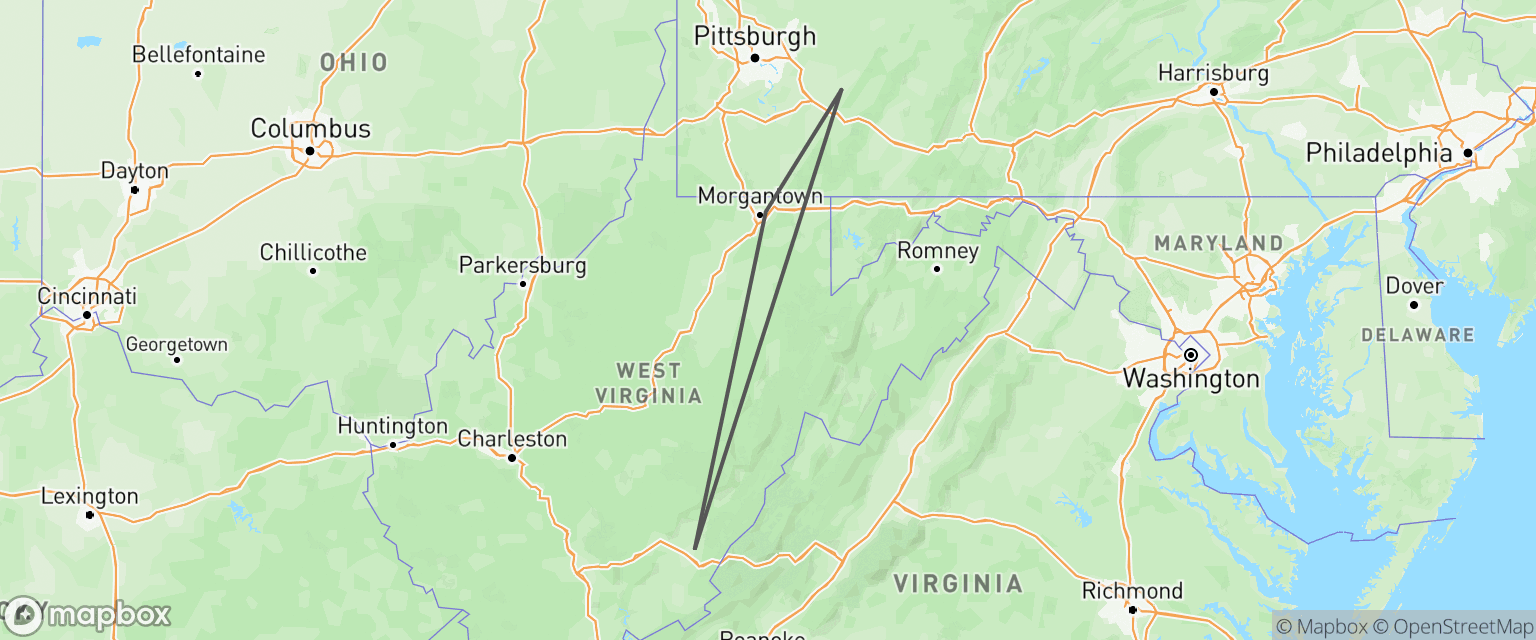 Pittsburgh
Bellefontaine
OHIO
Harrisburg
Columbus
Philadelphia
Dayton
Morgantown
MARYLAND
Romney
Chillicothe
Parkersburg
Dover
Cincinnati
DELAWARE
Georgetown
WEST
VIRGINIA
Washington
Huntington
Charleston
Lexington
VIRGINIA
Richmond
mapbox
© Mapbox © OpenStreetMap
Roanoke